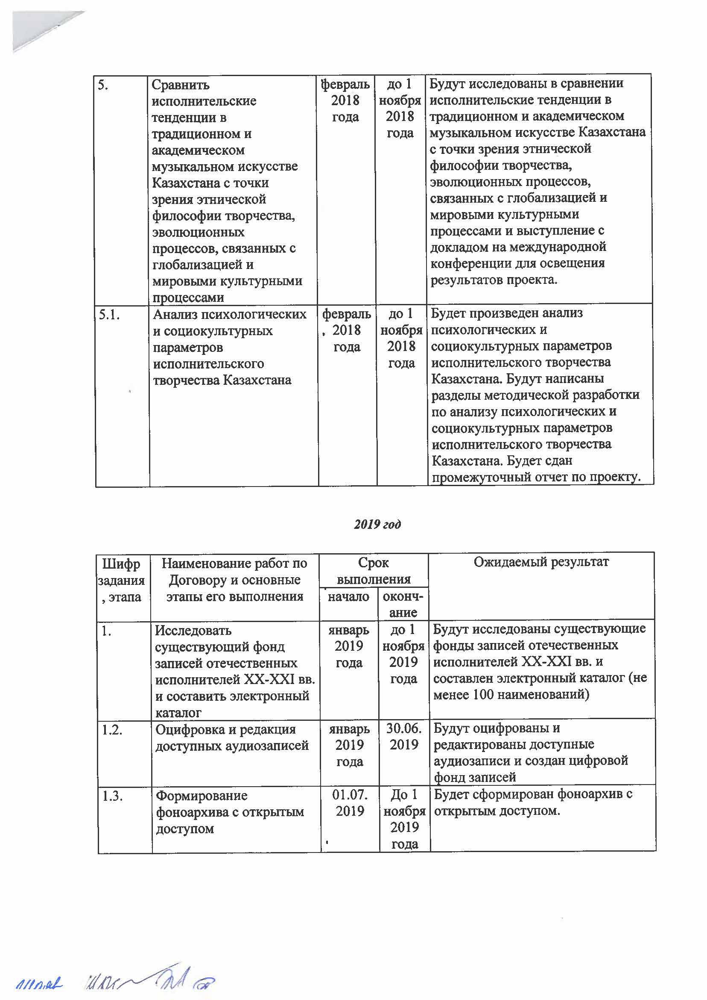 5.
Сравнить
исполнительские
тенденции в
традиционном и
академическом
музыкальном искусстве
Казахстана с точки
зрения этнической
философии творчества,
эволюционных
процессов, связанных с
глобализацией и
мировыми культурными
процессами
февраль
2018
года
до 1
ноября
2018
года
Будут исследованы в сравнении
исполнительские тенденции в
традиционном и академическом
музыкальном искусстве Казахстана
с точки зрения этнической
философии творчества,
эволюционных процессов,
связанных с глобализацией и
мировыми культурными
процессами и выступление с
докладом на международной
конференции для освещения
результатов проекта.
5.1.
Анализ психологических
и социокультурных
параметров
исполнительского
творчества Казахстана
февраль
2018
года
до 1
ноября
2018
года
Будет произведен анализ
психологических и
социокультурных параметров
исполнительского творчества
Казахстана. Будут написаны
разделы методической разработки
по анализу психологических и
социокультурных параметров
исполнительского творчества
Казахстана. Будет сдан
промежуточный отчет по проекту.
2019 год
Шифр
задания
, этапа
Наименование работ по
Договору и основные
этапы его выполнения
Срок
выполнения
начало
оконч-
ание
Ожидаемый результат
1.
Исследовать
существующий фонд
записей отечественных
исполнителей XX-XXI вв.
и составить электронный
каталог
январь
2019
года
до 1
ноября
2019
года
Будут исследованы существующие
фонды записей отечественных
исполнителей XX-XXI вв. и
составлен электронный каталог (не
менее 100 наименований)
1.2.
Оцифровка и редакция
доступных аудиозаписей
январь
2019
года
30.06.
2019
Будут оцифрованы и
редактированы доступные
аудиозаписи и создан цифровой
фонд записей
1.3.
Формирование
фоноархива с открытым
доступом
01.07.
2019
До 1
ноября
2019
года
Будет сформирован фоноархив с
открытым доступом.